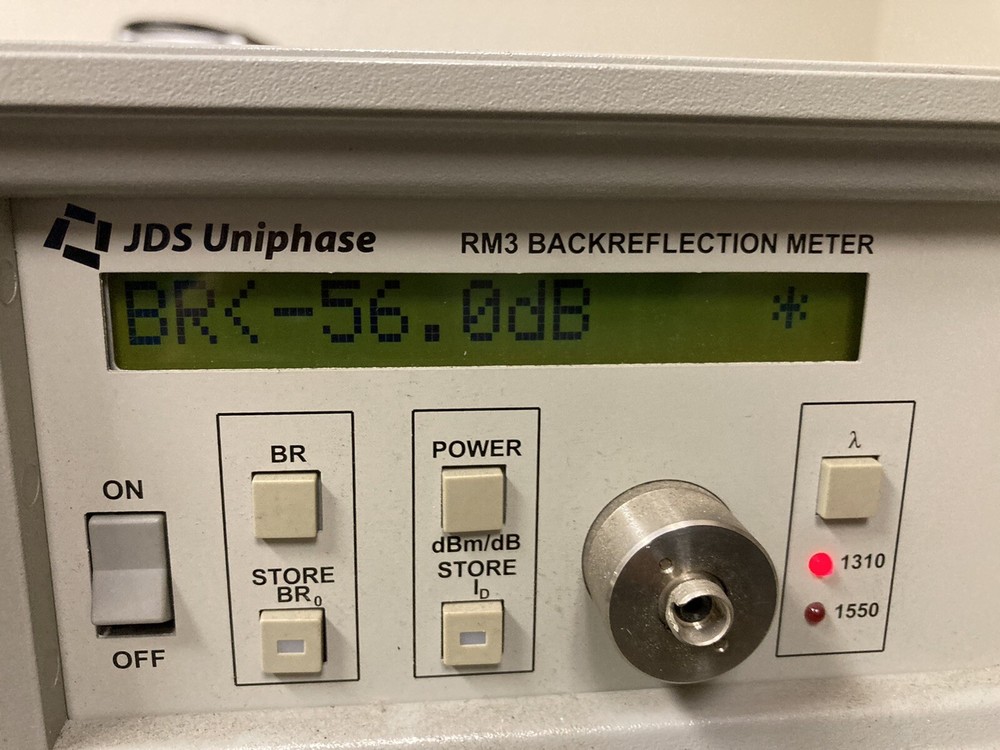 JDS Uniphase
RM3 BACKREFLECTION METER
BR<-56.0dB *
ON
OFF
BR
STORE
BR0
POWER
dBm/dB
STORE
ID
λ
1310
1550